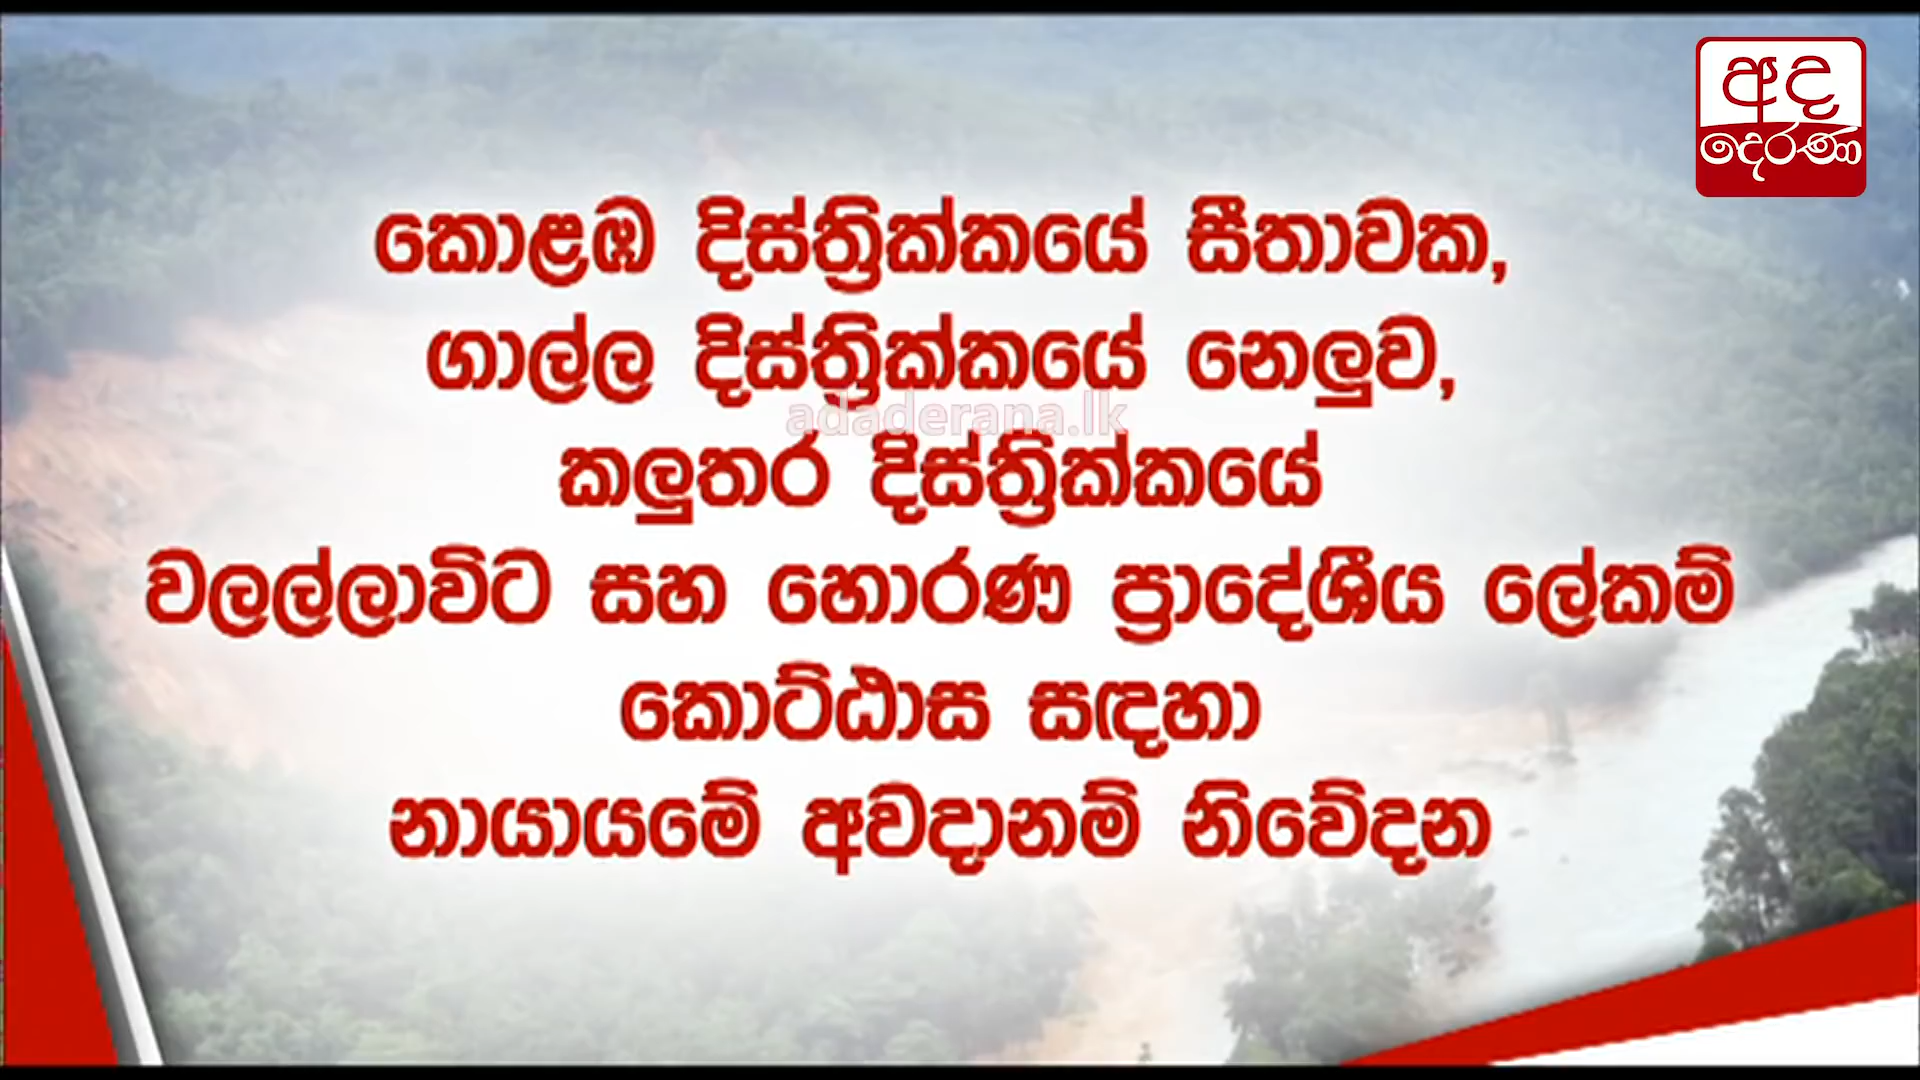 අද
දෙරණ
කොළඹ දිස්ත්‍රික්කයේ සීතාවක,
ගාල්ල දිස්ත්‍රික්කයේ නෙලුව,
adaderana.lk
කලුතර දිස්ත්‍රික්කයේ
වලල්ලාවිට සහ හොරණ ප්‍රාදේශීය ලේකම්
කොට්ඨාස සඳහා
නායායමේ අවදානම් නිවේදන